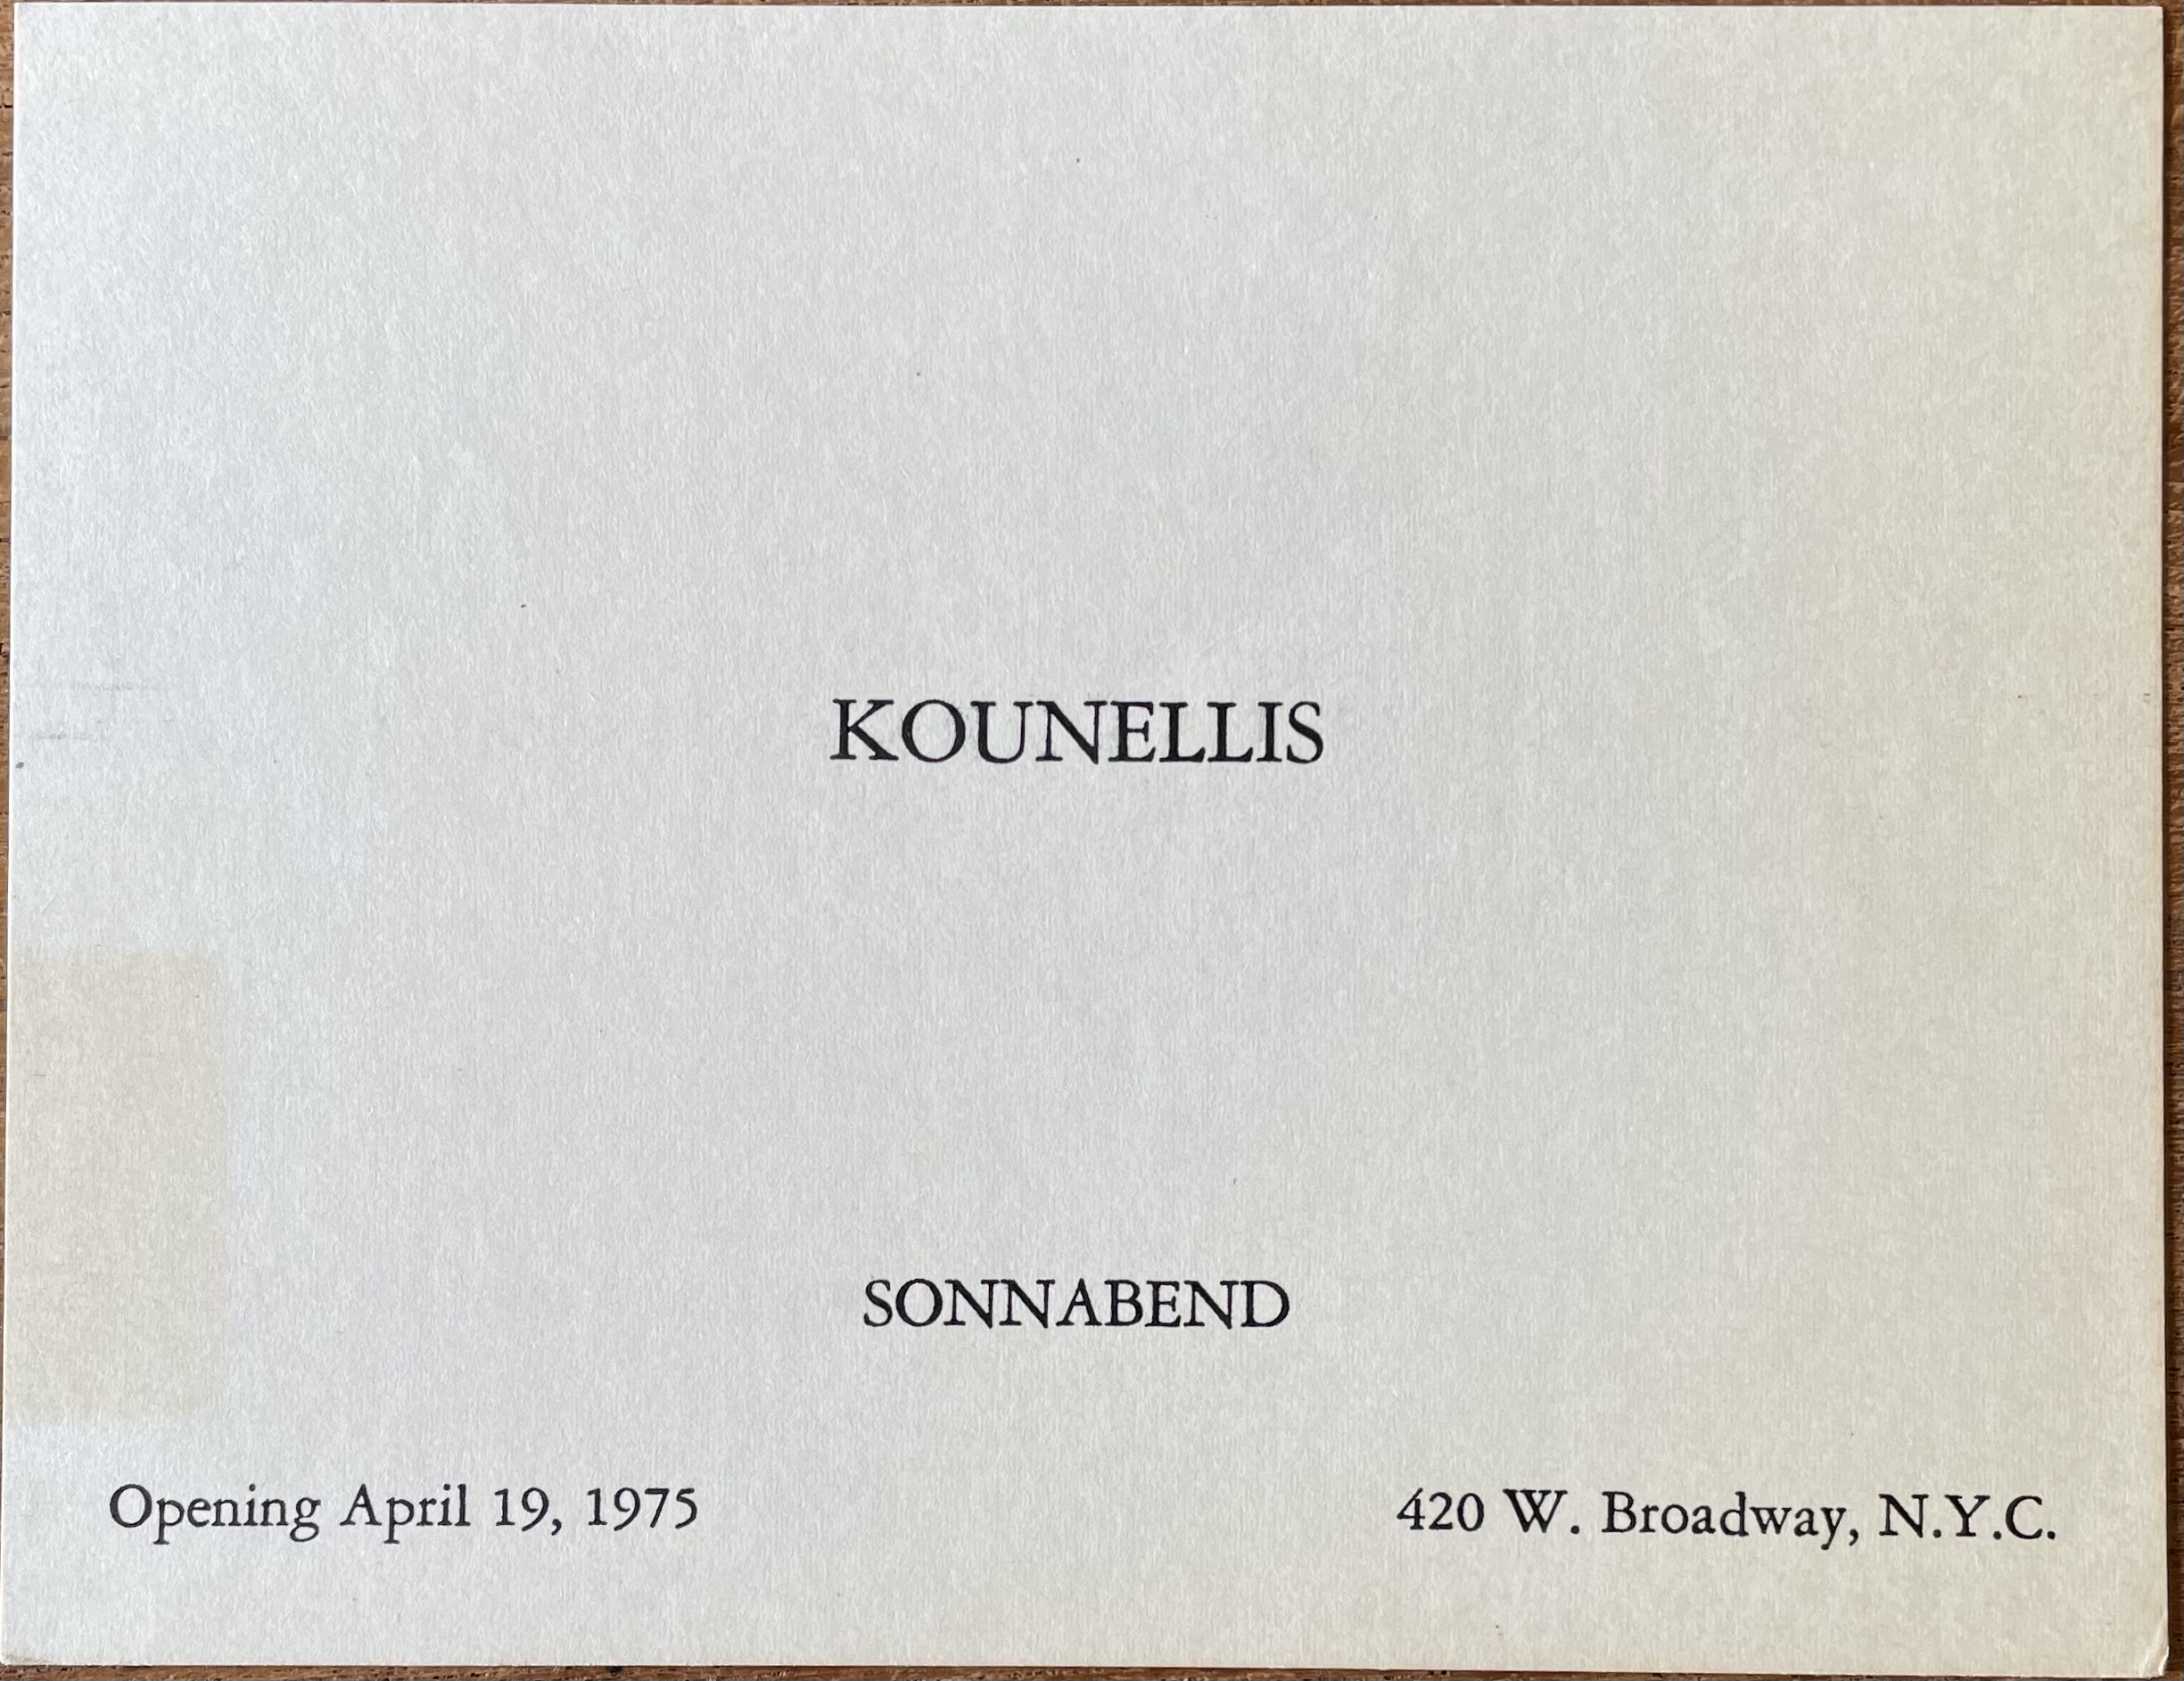 KOUNELLIS
SONNABEND
Opening April 19, 1975
420 W. Broadway, N.Y.C.